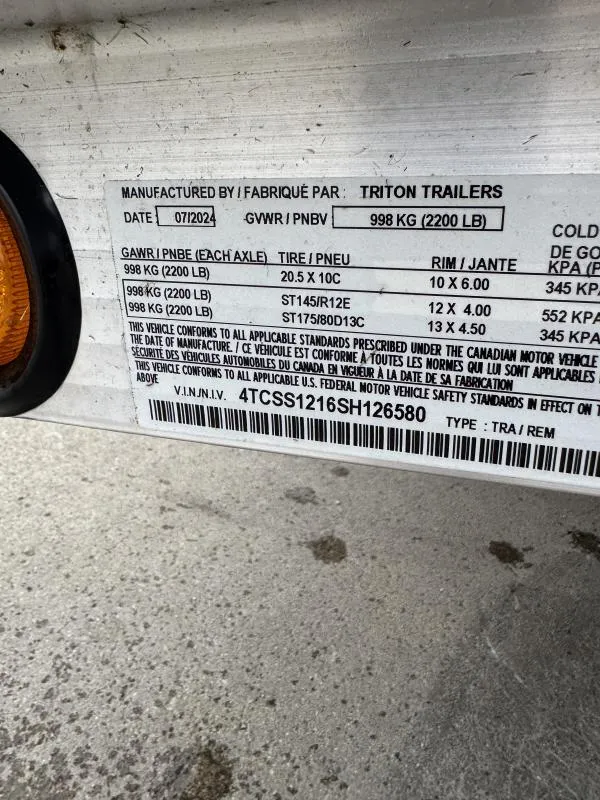 MANUFACTURED BY / FABRIQUÉ PAR : TRITON TRAILERS
DATE : 07/2024 GVWR / PNBV 998 KG (2200 LB)
COLD
GAWR / PNBE (EACH AXLE) TIRE / PNEU RIM / JANTE DE GO
KPA (P
998 KG (2200 LB) 20.5 X 10C 10 X 6.00 345 KPA
998 KG (2200 LB) ST145/R12E 12 X 4.00 552 KPA
998 KG (2200 LB) ST175/80D13C 13 X 4.50 345 KPA
THIS VEHICLE CONFORMS TO ALL APPLICABLE STANDARDS PRESCRIBED UNDER THE CANADIAN MOTOR VEHICLE
THE DATE OF MANUFACTURE. / CE VÉHICULE EST CONFORME À TOUTES LES NORMES QUI LUI SONT APPLICABLES
SÉCURITÉ DES VÉHICULES AUTOMOBILES DU CANADA EN VIGUEUR À LA DATE DE SA FABRICATION
THIS VEHICLE CONFORMS TO ALL APPLICABLE U.S. FEDERAL MOTOR VEHICLE SAFETY STANDARDS IN EFFECT ON T
ABOVE
V.I.N./N.I.V. 4TCSS1216SH126580 TYPE : TRA / REM